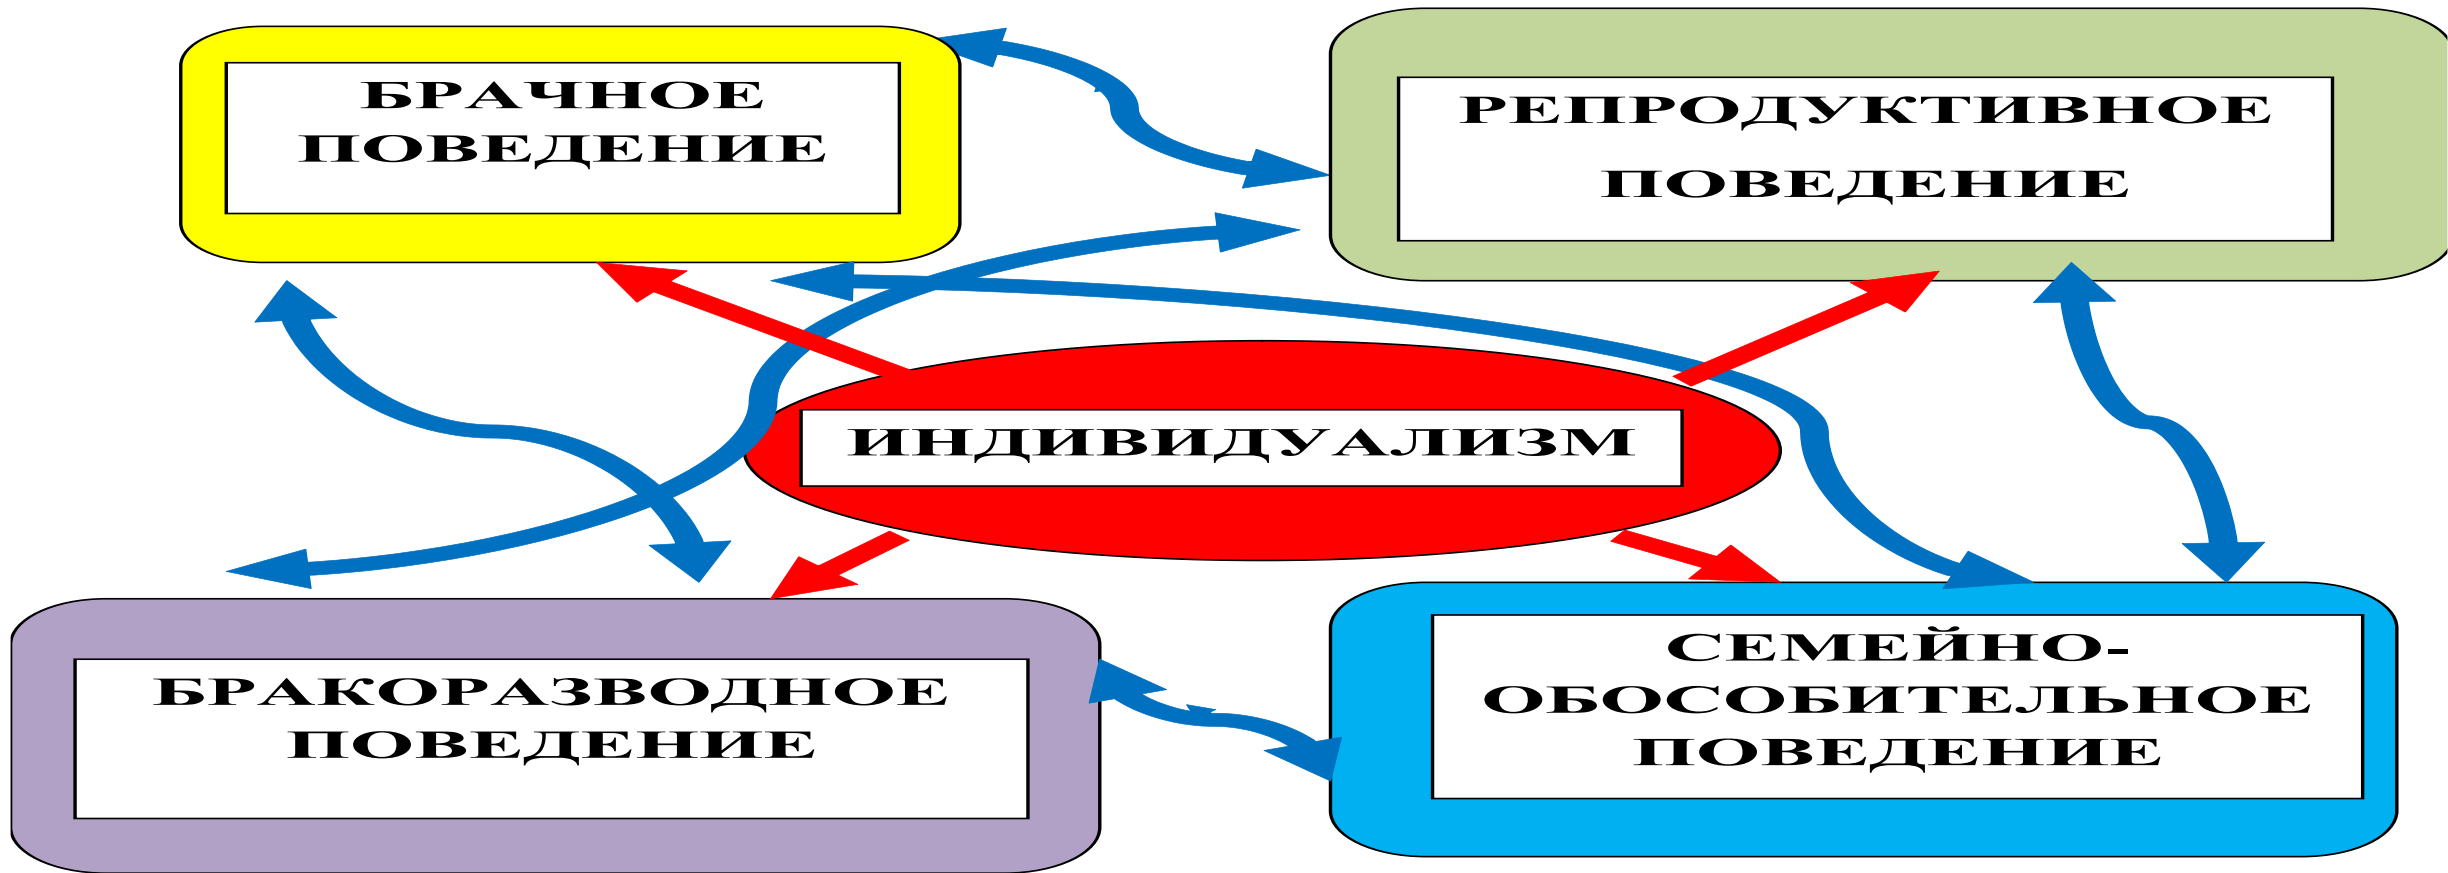 БРАЧНОЕ
ПОВЕДЕНИЕ
РЕПРОДУКТИВНОЕ
ПОВЕДЕНИЕ
ИНДИВИДУАЛИЗМ
БРАКОРАЗВОДНОЕ
ПОВЕДЕНИЕ
СЕМЕЙНО-
ОБОСОБИТЕЛЬНОЕ
ПОВЕДЕНИЕ